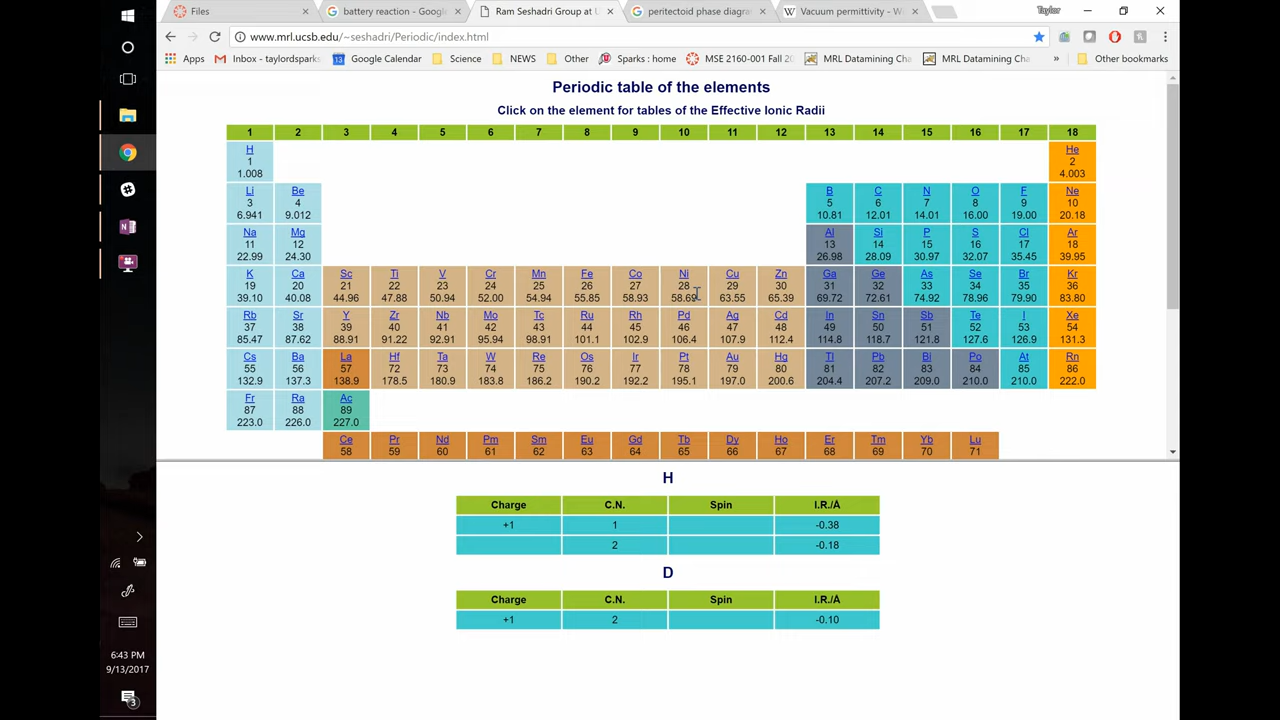 Files
battery reaction - Googl
Ram Seshadri Group at U
peritectoid phase diagra
Vacuum permittivity - W
Taylor
www.mrl.ucsb.edu/~seshadri/Periodic/index.html
Apps
Inbox - taylordsparks
13
Google Calendar
Science
NEWS
Other
Sparks : home
MSE 2160-001 Fall 20
MRL Datamining Cha
MRL Datamining Cha
»
Other bookmarks
Periodic table of the elements
Click on the element for tables of the Effective Ionic Radii
1 2 3 4 5 6 7 8 9 10 11 12 13 14 15 16 17 18
H He
1 2
1.008 4.003
Li Be B C N O F Ne
3 4 5 6 7 8 9 10
6.941 9.012 10.81 12.01 14.01 16.00 19.00 20.18
Na Mg Al Si P S Cl Ar
11 12 13 14 15 16 17 18
22.99 24.30 26.98 28.09 30.97 32.07 35.45 39.95
K Ca Sc Ti V Cr Mn Fe Co Ni Cu Zn Ga Ge As Se Br Kr
19 20 21 22 23 24 25 26 27 28 29 30 31 32 33 34 35 36
39.10 40.08 44.96 47.88 50.94 52.00 54.94 55.85 58.93 58.69 63.55 65.39 69.72 72.61 74.92 78.96 79.90 83.80
Rb Sr Y Zr Nb Mo Tc Ru Rh Pd Ag Cd In Sn Sb Te I Xe
37 38 39 40 41 42 43 44 45 46 47 48 49 50 51 52 53 54
85.47 87.62 88.91 91.22 92.91 95.94 98.91 101.1 102.9 106.4 107.9 112.4 114.8 118.7 121.8 127.6 126.9 131.3
Cs Ba La Hf Ta W Re Os Ir Pt Au Hg Tl Pb Bi Po At Rn
55 56 57 72 73 74 75 76 77 78 79 80 81 82 83 84 85 86
132.9 137.3 138.9 178.5 180.9 183.8 186.2 190.2 192.2 195.1 197.0 200.6 204.4 207.2 209.0 210.0 210.0 222.0
Fr Ra Ac
87 88 89
223.0 226.0 227.0
Ce Pr Nd Pm Sm Eu Gd Tb Dy Ho Er Tm Yb Lu
58 59 60 62 62 63 64 65 66 67 68 69 70 71
H
Charge C.N. Spin I.R./Å
+1 1 -0.38
2 -0.18
D
Charge C.N. Spin I.R./Å
+1 2 -0.10
6:43 PM
9/13/2017
3